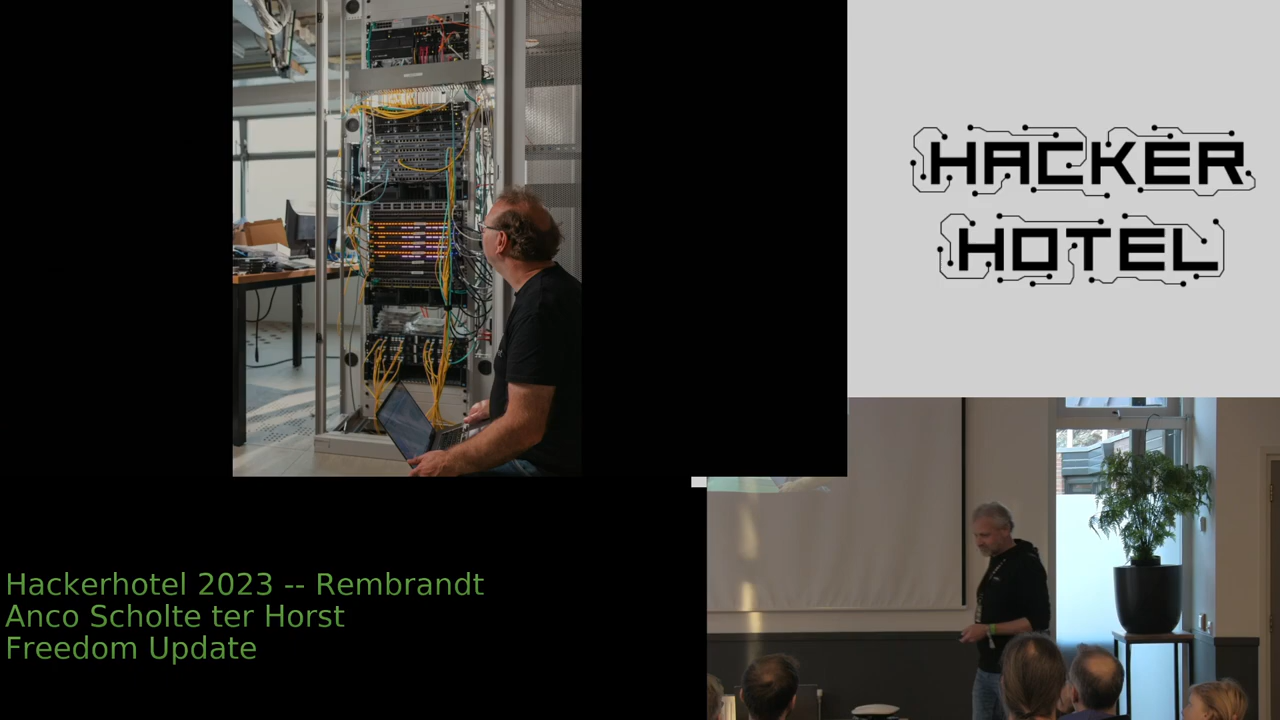 HACKER
HOTEL
Hackerhotel 2023 -- Rembrandt
Anco Scholte ter Horst
Freedom Update